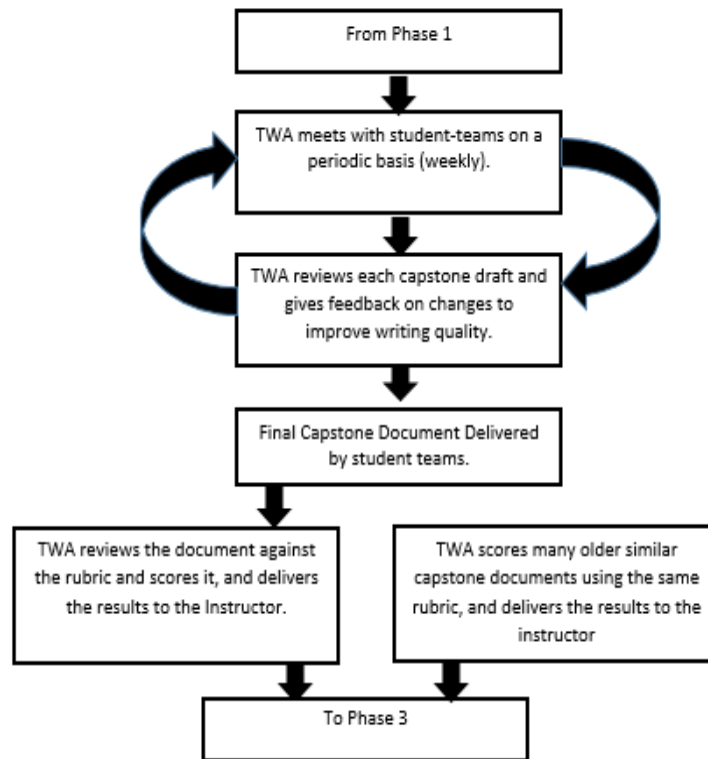 From Phase 1
TWA meets with student-teams on a
periodic basis (weekly).
TWA reviews each capstone draft and
gives feedback on changes to
improve writing quality.
Final Capstone Document Delivered
by student teams.
TWA reviews the document against
the rubric and scores it, and delivers
the results to the Instructor.
TWA scores many older similar
capstone documents using the same
rubric, and delivers the results to the
instructor
To Phase 3